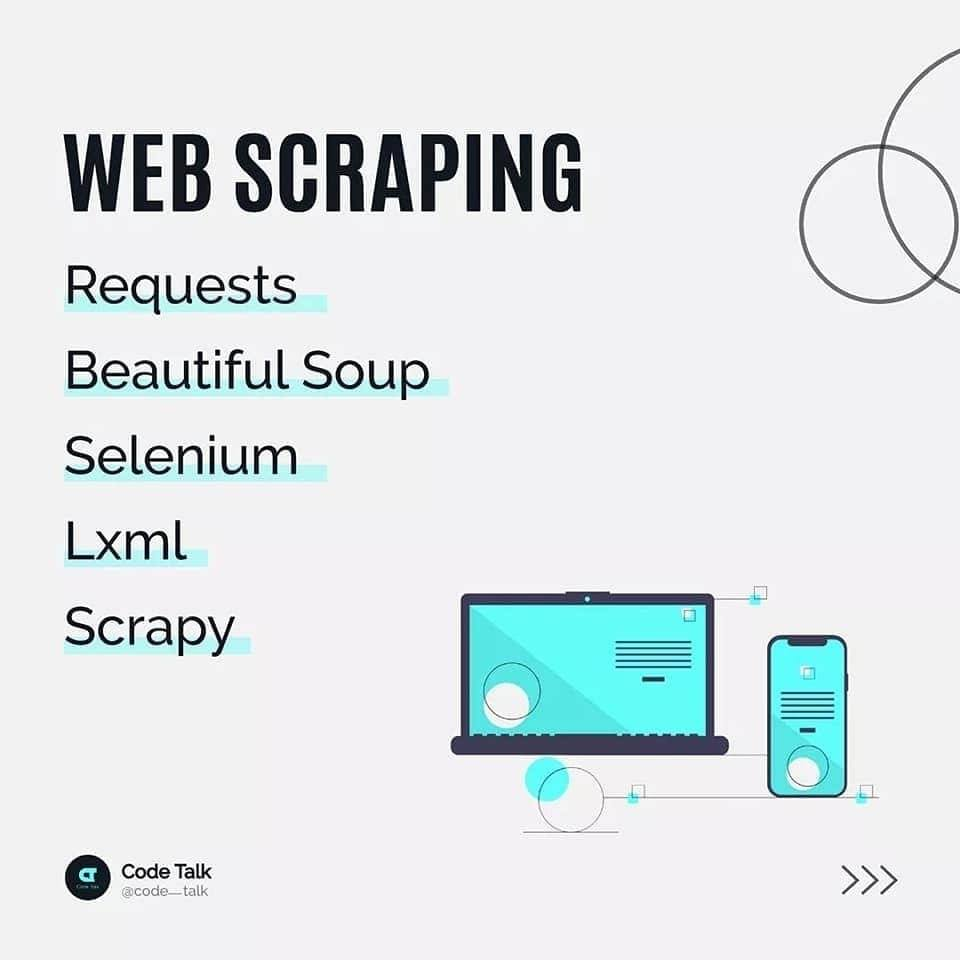 WEB SCRAPING
Requests
Beautiful Soup
Selenium
Lxml
Scrapy
Code Talk
@code__talk